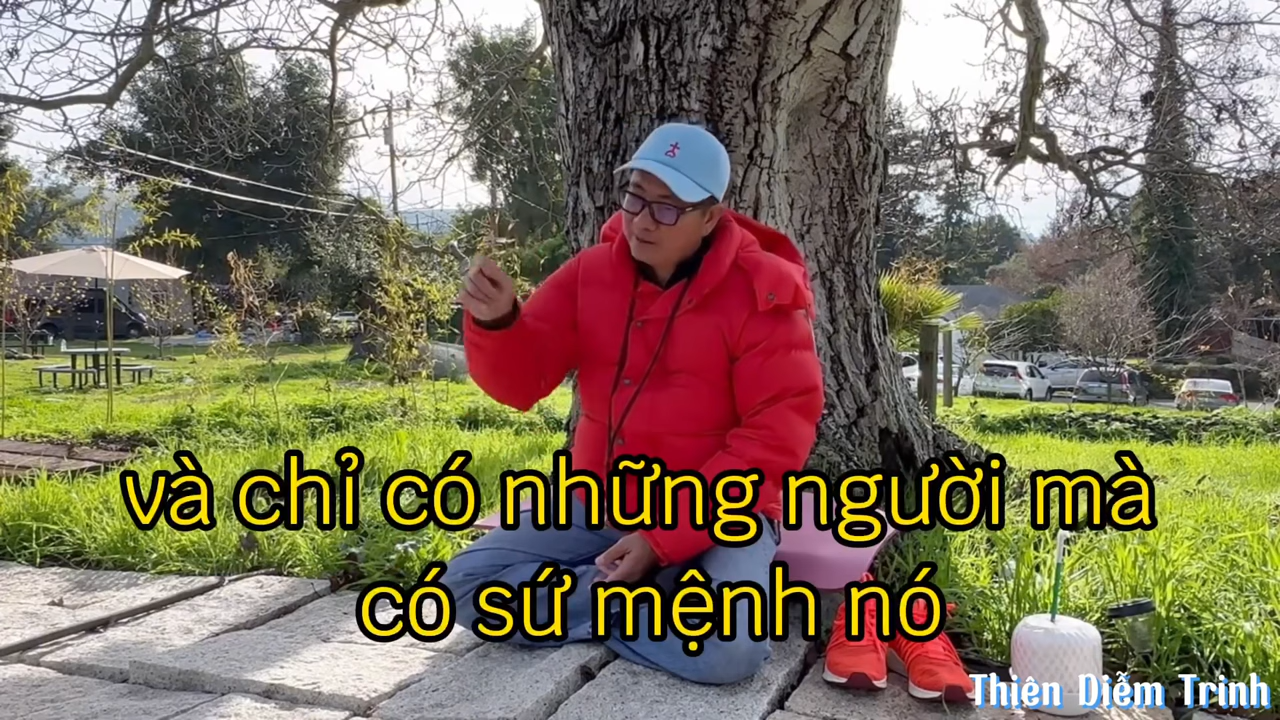 và chỉ có những người mà
có sứ mệnh nó
Thiên Diễm Trinh